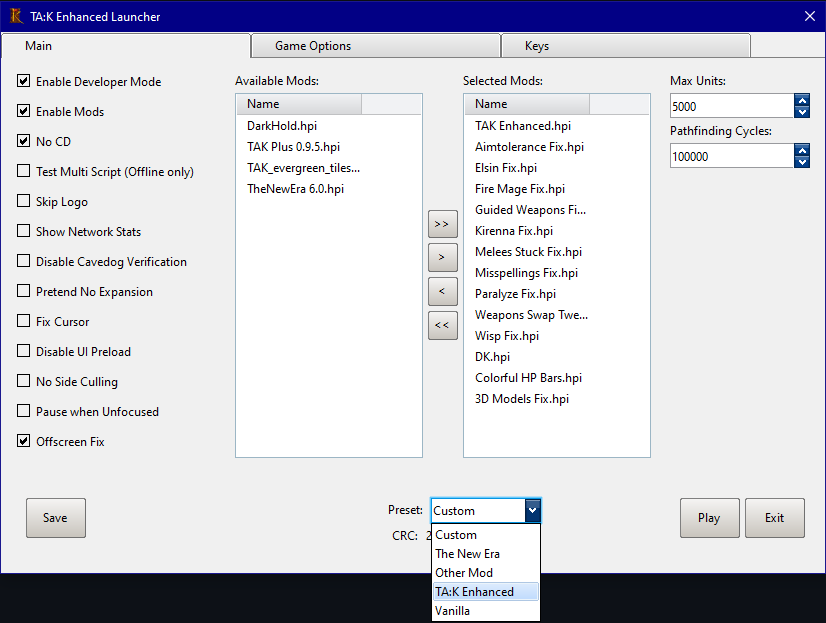 TA:K Enhanced Launcher
Main
Game Options
Keys
Enable Developer Mode
Enable Mods
No CD
Test Multi Script (Offline only)
Skip Logo
Show Network Stats
Disable Cavedog Verification
Pretend No Expansion
Fix Cursor
Disable UI Preload
No Side Culling
Pause when Unfocused
Offscreen Fix
Available Mods:
Name
DarkHold.hpi
TAK Plus 0.9.5.hpi
TAK_evergreen_tiles...
TheNewEra 6.0.hpi
>>
>
<
<<
Selected Mods:
Name
TAK Enhanced.hpi
Aimtolerance Fix.hpi
Elsin Fix.hpi
Fire Mage Fix.hpi
Guided Weapons Fi...
Kirenna Fix.hpi
Melees Stuck Fix.hpi
Misspellings Fix.hpi
Paralyze Fix.hpi
Weapons Swap Twe...
Wisp Fix.hpi
DK.hpi
Colorful HP Bars.hpi
3D Models Fix.hpi
Max Units:
5000
Pathfinding Cycles:
100000
Save
Preset: Custom
CRC:
Custom
The New Era
Other Mod
TA:K Enhanced
Vanilla
Play
Exit